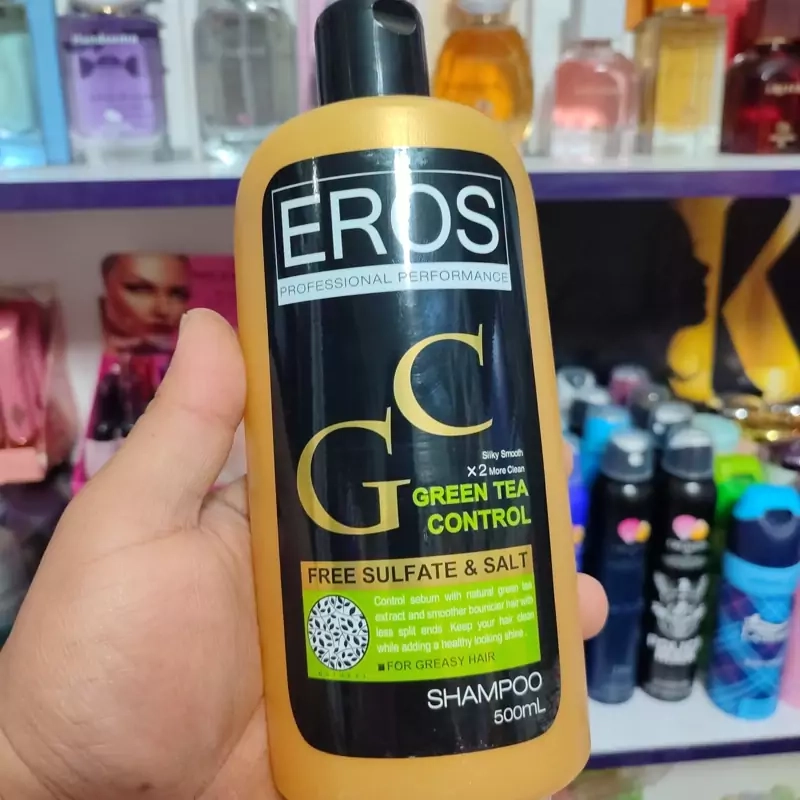 EROS
PROFESSIONAL PERFORMANCE
GC
Silky Smooth
×2 More Clean
GREEN TEA
CONTROL
FREE SULFATE & SALT
Control sebum with natural green tea
extract and smoother bouncier hair with
less split ends. Keep your hair clean
while adding a healthy looking shine.
■FOR GREASY HAIR
NATURAL
SHAMPOO
500mL